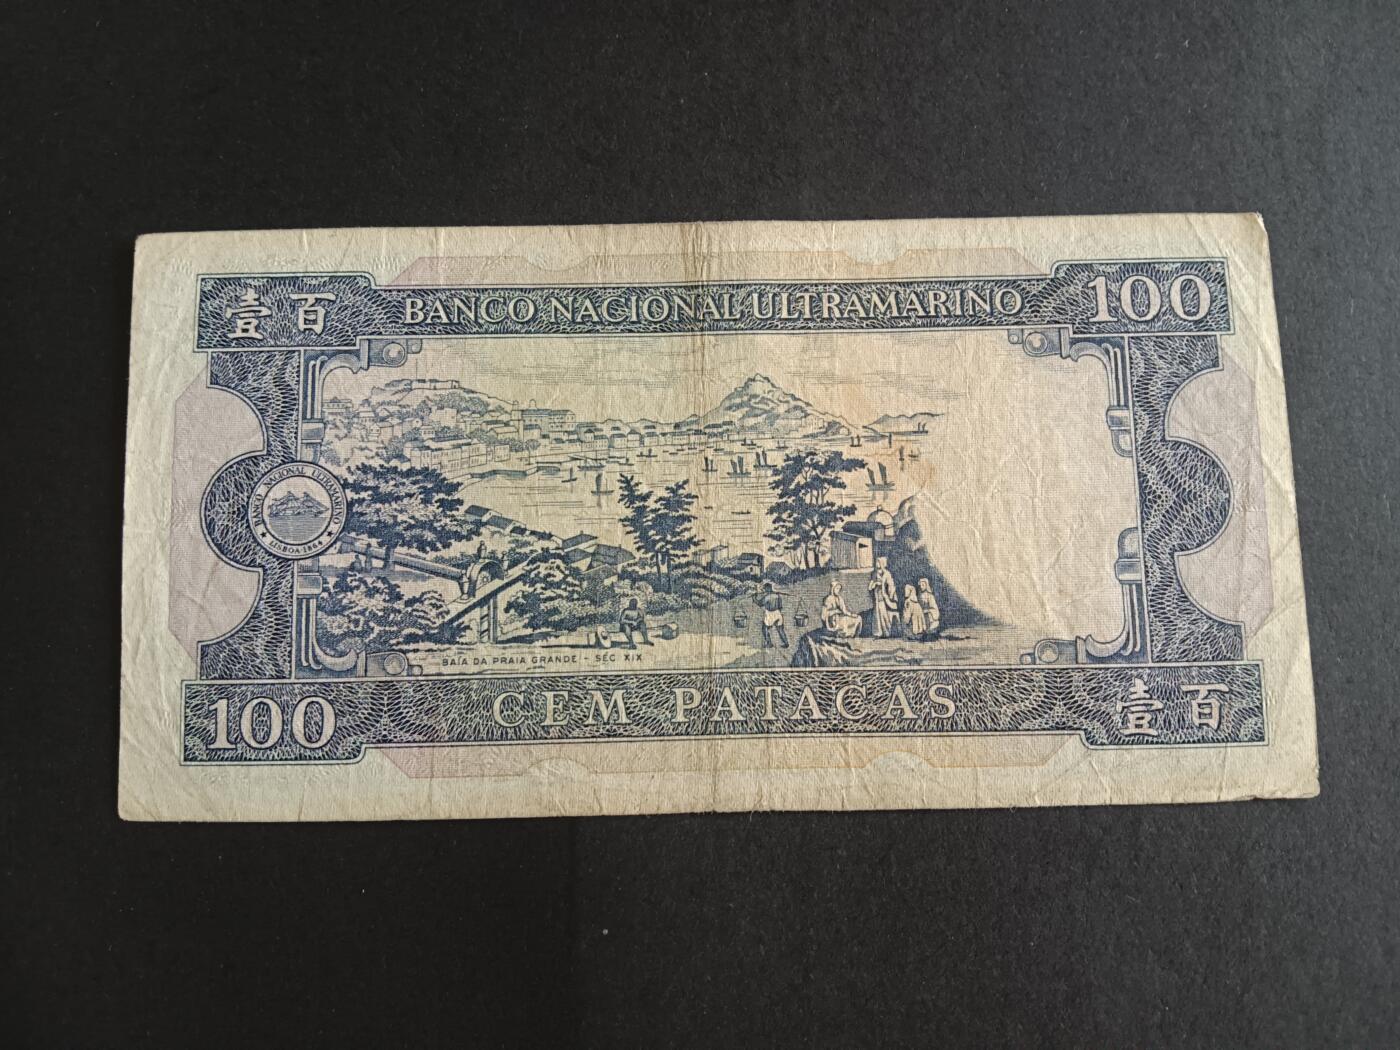 壹 百 BANCO NACIONAL ULTRAMARINO 100
BANCO NACIONAL ULTRAMARINO
LISBOA 1864
BAÍA DA PRAIA GRANDE - SÉC XIX
100 CEM PATACAS 壹 百